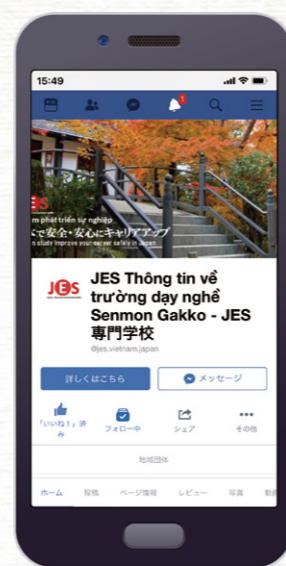 15:49
1
JES
m phát triển sự nghiệp
で安全・安心にキャリアアップ
n study improve your career safely in Japan
JES
JES Thông tin về
trường dạy nghề
Senmon Gakko - JES
専門学校
@jes.vietnam.japan
詳しくはこちら
メッセージ
「いいね!」済
み
フォロー中
シェア
その他
地域団体
ホーム 投稿 ページ情報 レビュー 写真 動画